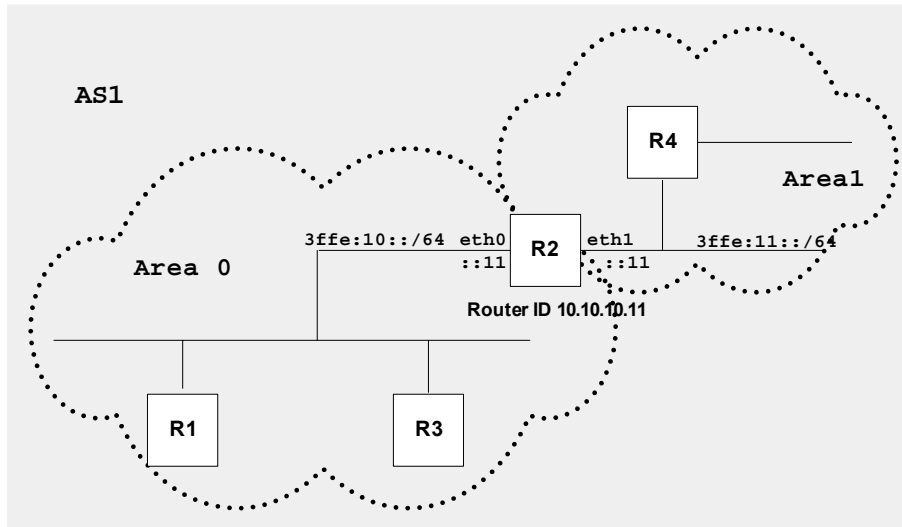 AS1
R4
Area1
3ffe:10::/64 eth0
::11
R2
eth1
::11
3ffe:11::/64
Area 0
Router ID 10.10.10.11
R1
R3